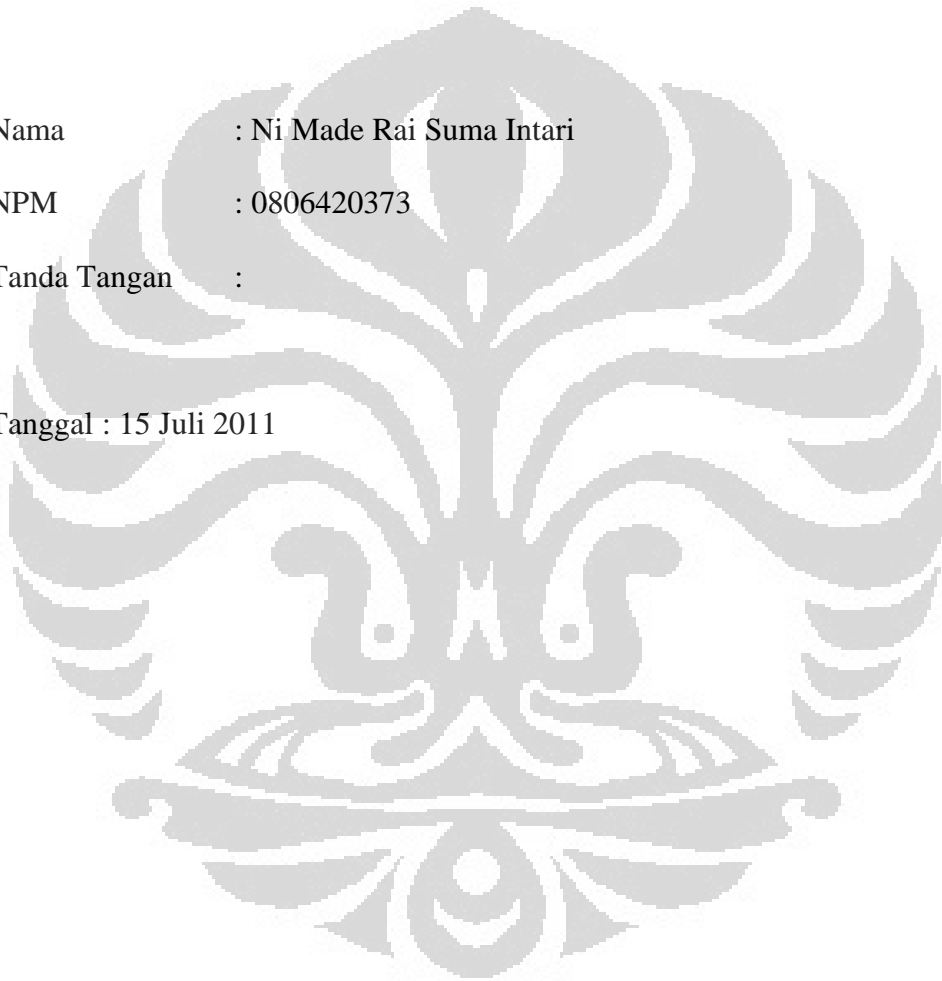 Nama : Ni Made Rai Suma Intari
NPM : 0806420373
Tanda Tangan :
Tanggal : 15 Juli 2011